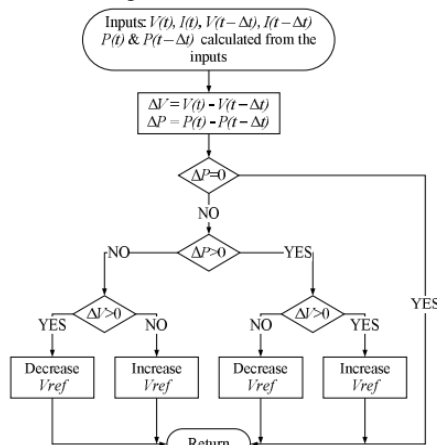 Inputs: V(t), I(t), V(t−Δt), I(t−Δt)
P(t) & P(t−Δt) calculated from the
inputs
ΔV = V(t) - V(t−Δt)
ΔP = P(t) - P(t−Δt)
ΔP=0
NO
NO
ΔP>0
YES
YES
ΔV>0
ΔV>0
YES
NO
NO
YES
Decrease
Vref
Increase
Vref
Decrease
Vref
Increase
Vref
Return